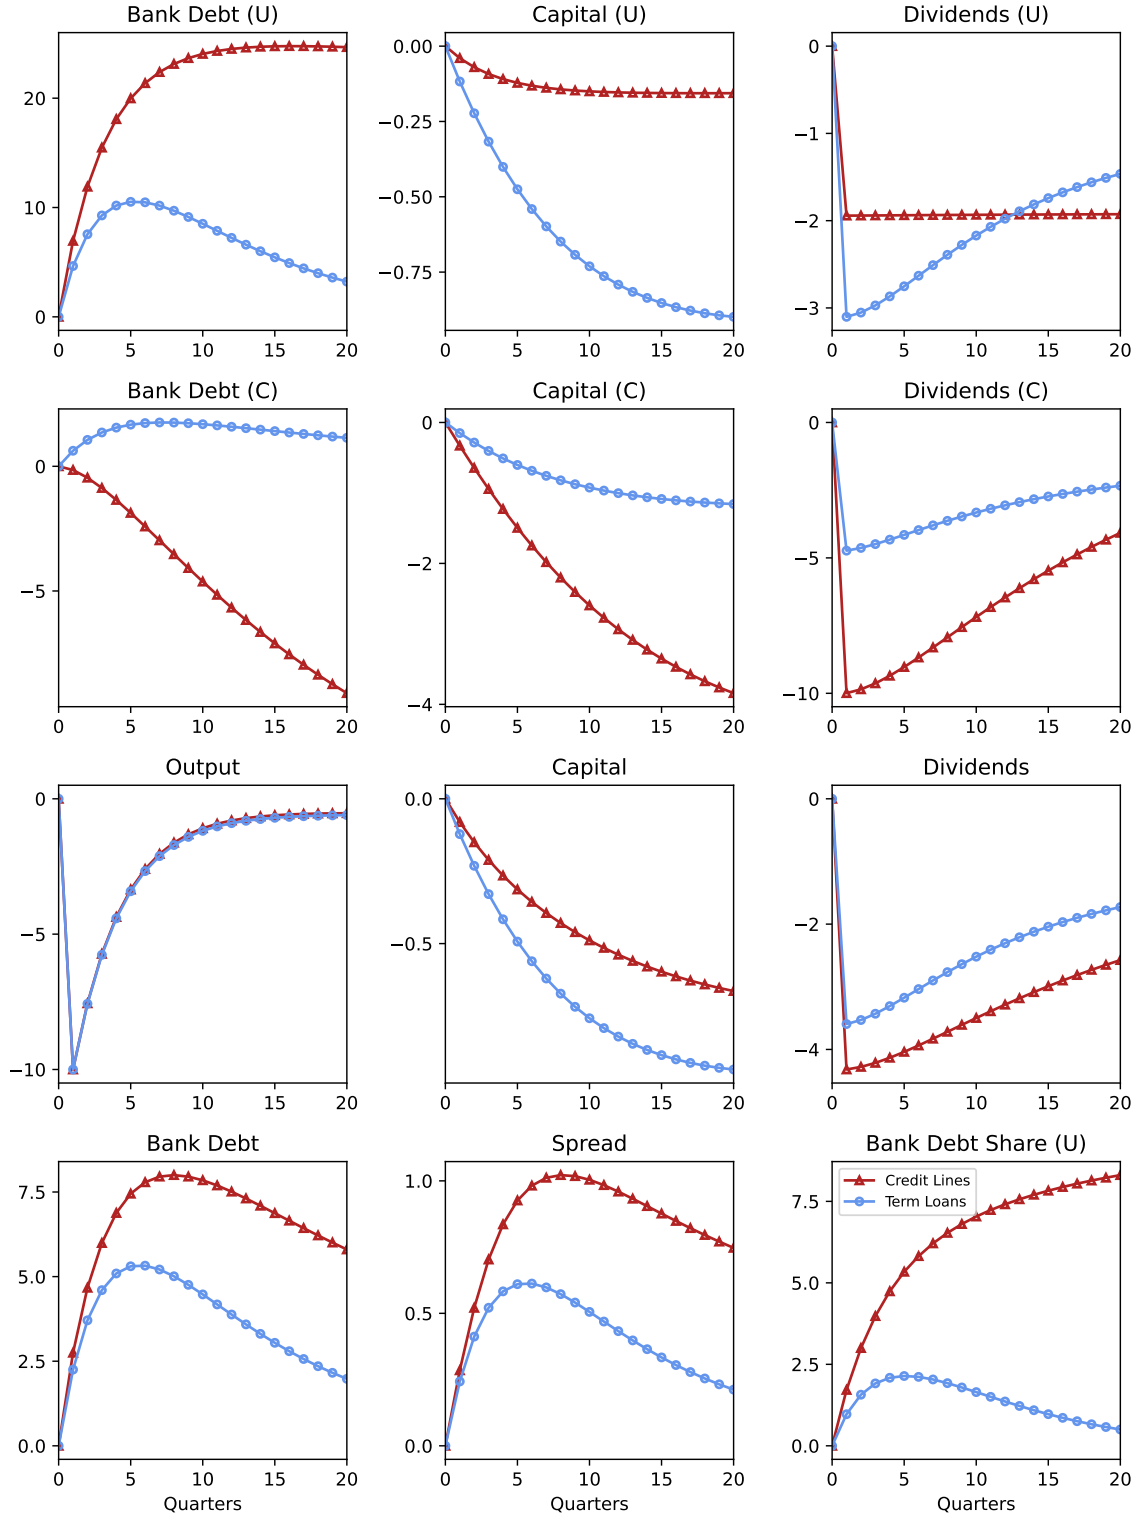 Bank Debt (U)
Capital (U)
Dividends (U)
20
10
0
0 5 10 15 20
0.00
−0.25
−0.50
−0.75
0 5 10 15 20
0
−1
−2
−3
0 5 10 15 20
Bank Debt (C)
Capital (C)
Dividends (C)
0
−5
0 5 10 15 20
0
−2
−4
0 5 10 15 20
0
−5
−10
0 5 10 15 20
Output
Capital
Dividends
0
−5
−10
0 5 10 15 20
0.0
−0.5
0 5 10 15 20
0
−2
−4
0 5 10 15 20
Bank Debt
Spread
Bank Debt Share (U)
7.5
5.0
2.5
0.0
0 5 10 15 20
Quarters
1.0
0.5
0.0
0 5 10 15 20
Quarters
Credit Lines
Term Loans
7.5
5.0
2.5
0.0
0 5 10 15 20
Quarters